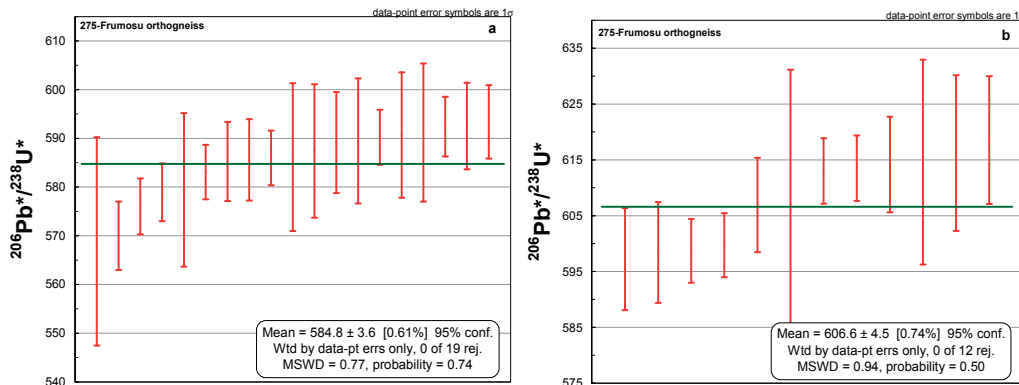 data-point error symbols are 1σ
275-Frumosu orthogneiss
a
610
600
590
580
570
560
550
540
206Pb*/238U*
Mean = 584.8 ± 3.6 [0.61%] 95% conf.
Wtd by data-pt errs only, 0 of 19 rej.
MSWD = 0.77, probability = 0.74
data-point error symbols are 1
275-Frumosu orthogneiss
b
635
625
615
605
595
585
575
206Pb*/238U*
Mean = 606.6 ± 4.5 [0.74%] 95% conf.
Wtd by data-pt errs only, 0 of 12 rej.
MSWD = 0.94, probability = 0.50